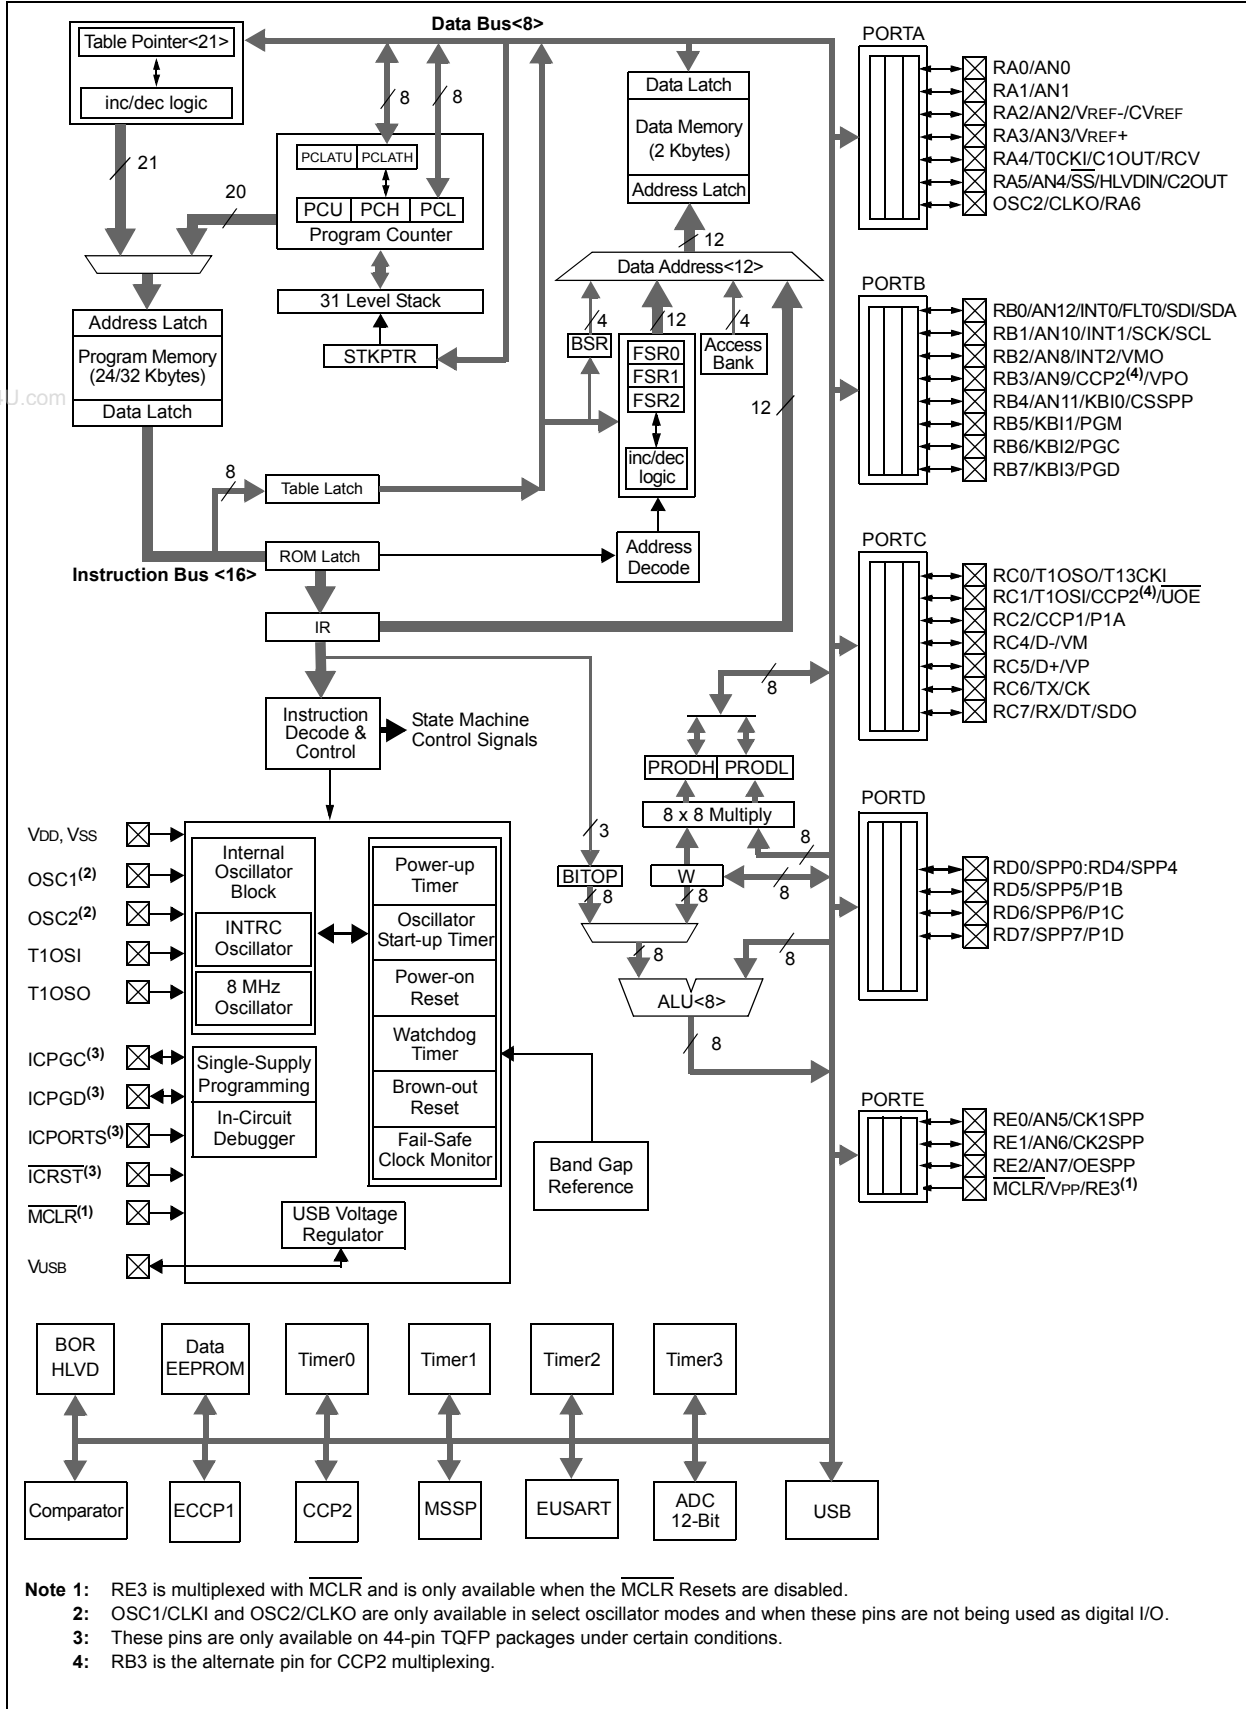 Data Bus<8>
Table Pointer<21>
inc/dec logic
21
20
8
8
PCLATU PCLATH
PCU PCH PCL
Program Counter
31 Level Stack
STKPTR
Address Latch
Program Memory
(24/32 Kbytes)
Data Latch
U.com
8
Table Latch
ROM Latch
Instruction Bus <16>
IR
Data Latch
Data Memory
(2 Kbytes)
Address Latch
12
Data Address<12>
4
12
4
BSR
FSR0
FSR1
FSR2
inc/dec
logic
Access
Bank
12
Address
Decode
8
Instruction
Decode &
Control
State Machine
Control Signals
PRODH PRODL
8 x 8 Multiply
3
8
BITOP
W
8
8
8
8
8
ALU<8>
8
PORTA
RA0/AN0
RA1/AN1
RA2/AN2/VREF-/CVREF
RA3/AN3/VREF+
RA4/T0CKI/C1OUT/RCV
RA5/AN4/SS/HLVDIN/C2OUT
OSC2/CLKO/RA6
PORTB
RB0/AN12/INT0/FLT0/SDI/SDA
RB1/AN10/INT1/SCK/SCL
RB2/AN8/INT2/VMO
RB3/AN9/CCP2(4)/VPO
RB4/AN11/KBI0/CSSPP
RB5/KBI1/PGM
RB6/KBI2/PGC
RB7/KBI3/PGD
PORTC
RC0/T1OSO/T13CKI
RC1/T1OSI/CCP2(4)/UOE
RC2/CCP1/P1A
RC4/D-/VM
RC5/D+/VP
RC6/TX/CK
RC7/RX/DT/SDO
PORTD
RD0/SPP0:RD4/SPP4
RD5/SPP5/P1B
RD6/SPP6/P1C
RD7/SPP7/P1D
PORTE
RE0/AN5/CK1SPP
RE1/AN6/CK2SPP
RE2/AN7/OESPP
MCLR/VPP/RE3(1)
VDD, VSS
OSC1(2)
OSC2(2)
T1OSI
T1OSO
ICPGC(3)
ICPGD(3)
ICPORTS(3)
ICRST(3)
MCLR(1)
VUSB
Internal
Oscillator
Block
INTRC
Oscillator
8 MHz
Oscillator
Single-Supply
Programming
In-Circuit
Debugger
Power-up
Timer
Oscillator
Start-up Timer
Power-on
Reset
Watchdog
Timer
Brown-out
Reset
Fail-Safe
Clock Monitor
USB Voltage
Regulator
Band Gap
Reference
BOR
HLVD
Data
EEPROM
Timer0
Timer1
Timer2
Timer3
Comparator
ECCP1
CCP2
MSSP
EUSART
ADC
12-Bit
USB
Note 1: RE3 is multiplexed with MCLR and is only available when the MCLR Resets are disabled.
2: OSC1/CLKI and OSC2/CLKO are only available in select oscillator modes and when these pins are not being used as digital I/O.
3: These pins are only available on 44-pin TQFP packages under certain conditions.
4: RB3 is the alternate pin for CCP2 multiplexing.